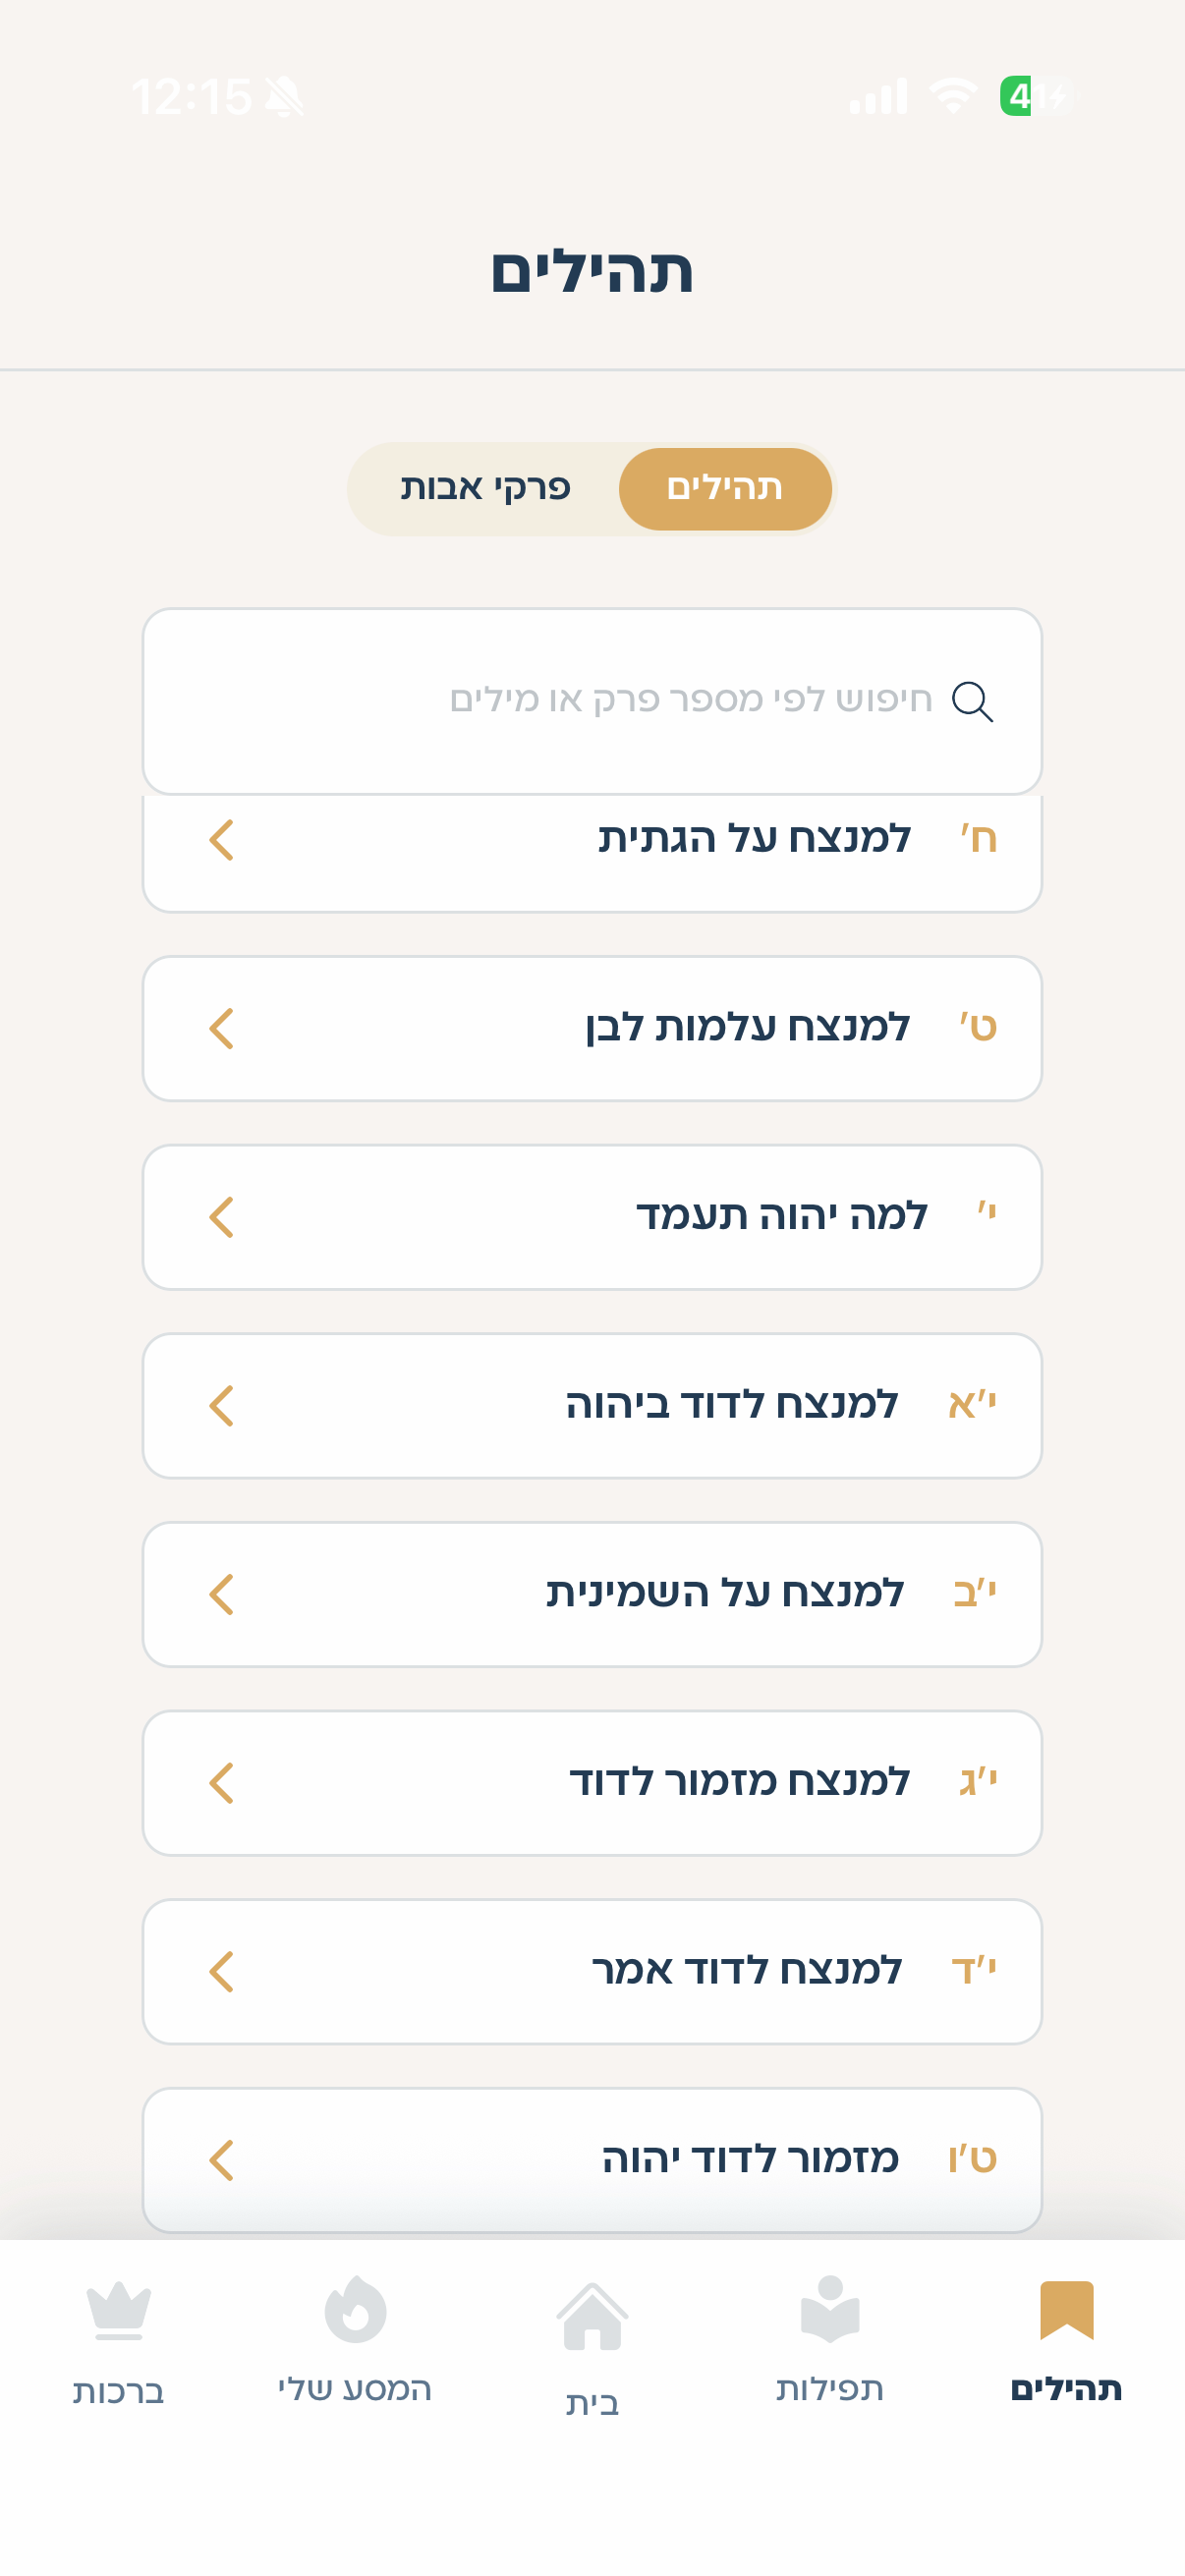 12:15
41
תהילים
תהילים
פרקי אבות
חיפוש לפי מספר פרק או מילים
ח' למנצח על הגתית
ט' למנצח עלמות לבן
י' למה יהוה תעמד
י'א למנצח לדוד ביהוה
י'ב למנצח על השמינית
י'ג למנצח מזמור לדוד
י'ד למנצח לדוד אמר
ט'ו מזמור לדוד יהוה
תהילים
תפילות
בית
המסע שלי
ברכות